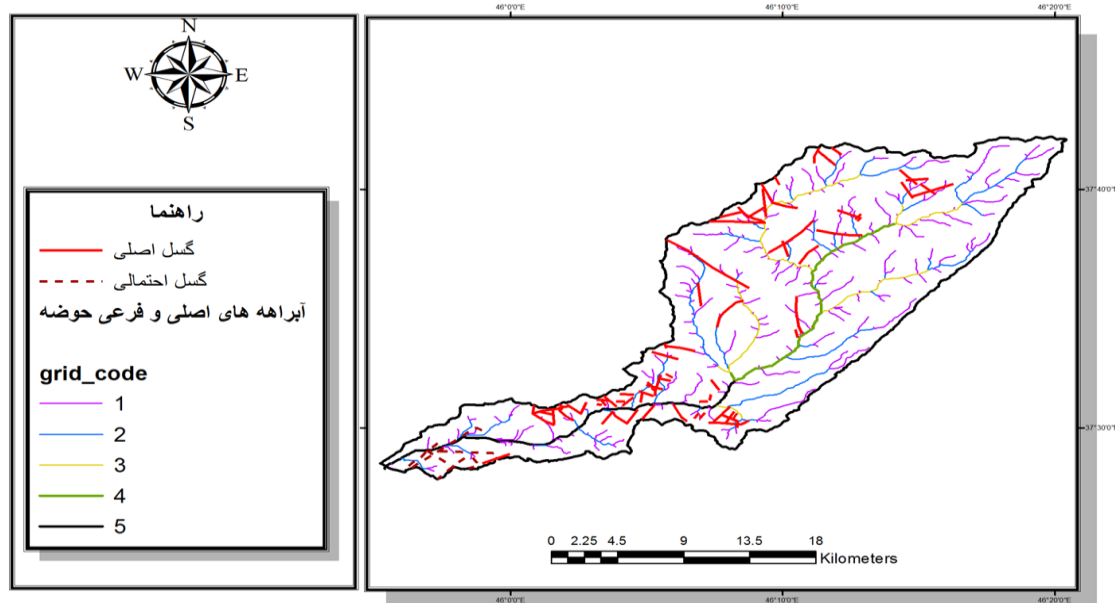 N
W E
S
راهنما
گسل اصلی
گسل احتمالی
آبراهه های اصلی و فرعی حوضه
grid_code
1
2
3
4
5
46°0'0"E 46°10'0"E 46°20'0"E
37°40'0"
37°30'0"
0 2.25 4.5 9 13.5 18
Kilometers
46°0'0"E 46°10'0"E 46°20'0"E